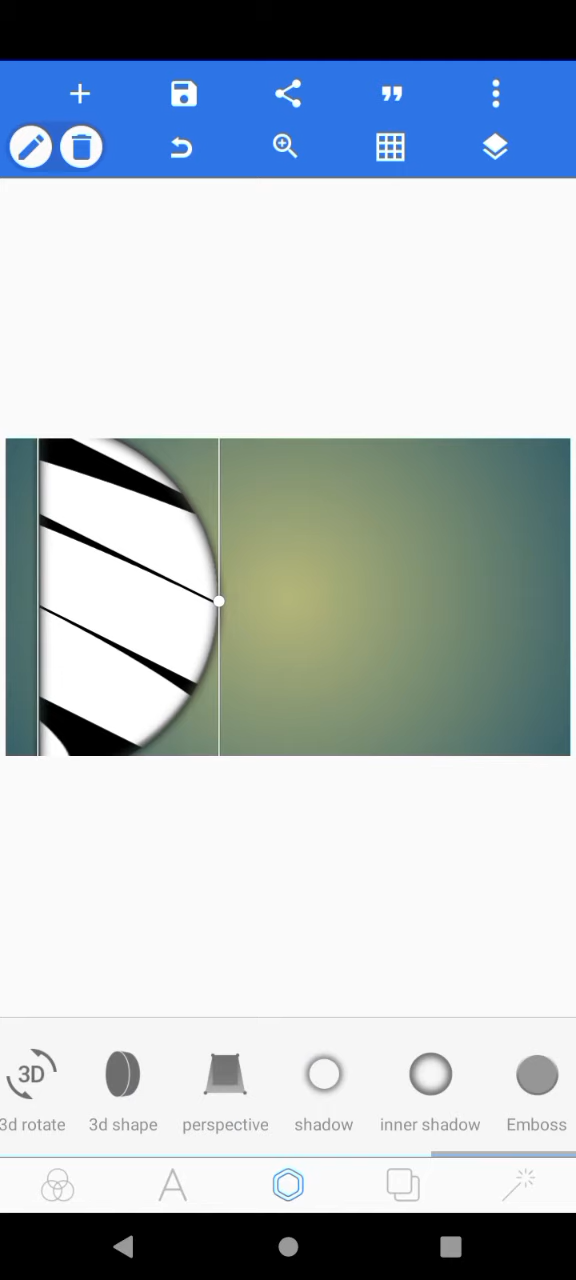 3D
3d rotate
3d shape
perspective
shadow
inner shadow
Emboss